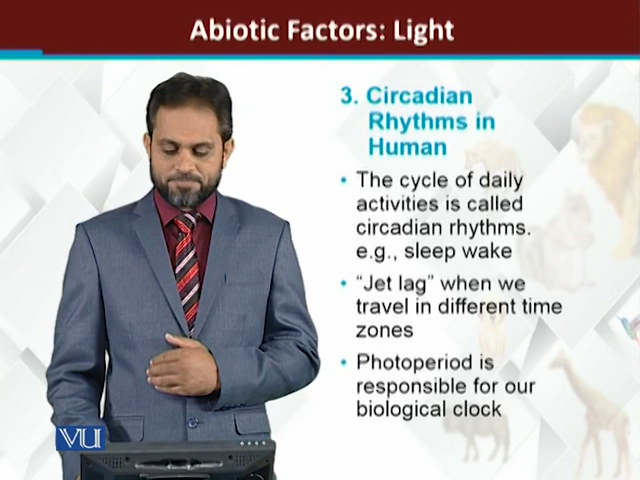 Abiotic Factors: Light
3. Circadian
Rhythms in
Human
• The cycle of daily
activities is called
circadian rhythms.
e.g., sleep wake
• “Jet lag” when we
travel in different time
zones
• Photoperiod is
responsible for our
biological clock
VU